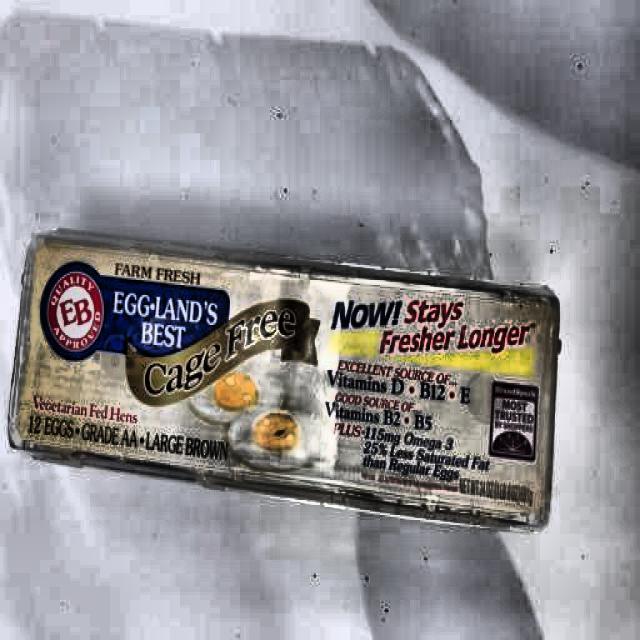 FARM FRESH
QUALITY
EB
APPROVED
EGG·LAND'S
BEST
Cage Free
Vegetarian Fed Hens
12 EGGS • GRADE AA • LARGE BROWN
NOW! Stays
Fresher Longer
EXCELLENT SOURCE OF...
Vitamins D • B12 • E
GOOD SOURCE OF...
Vitamins B2 • B5
PLUS: 115mg Omega 3
25% Less Saturated Fat
than Regular Eggs
MOST
TRUSTED